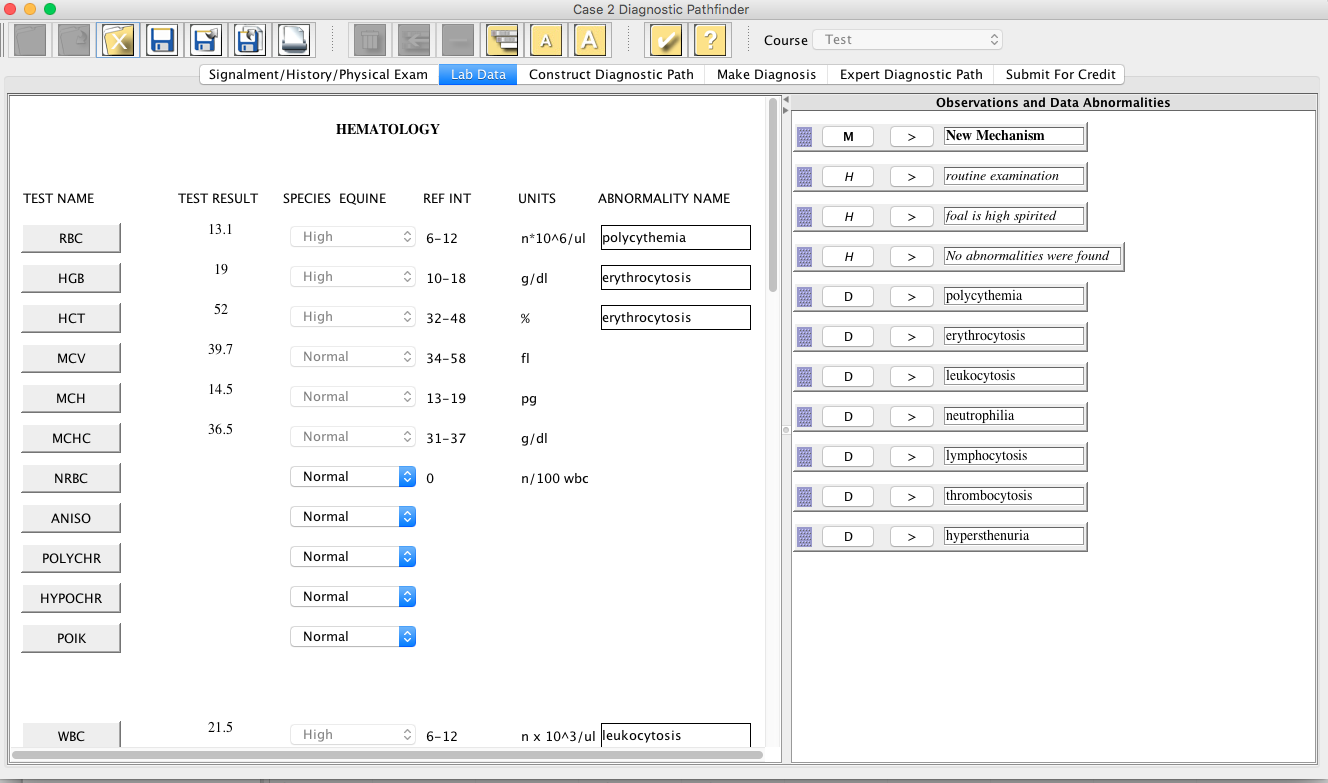 Case 2 Diagnostic Pathfinder
A A ? Course Test
Signalment/History/Physical Exam Lab Data Construct Diagnostic Path Make Diagnosis Expert Diagnostic Path Submit For Credit
HEMATOLOGY
TEST NAME TEST RESULT SPECIES EQUINE REF INT UNITS ABNORMALITY NAME
RBC 13.1 High 6-12 n*10^6/ul polycythemia
HGB 19 High 10-18 g/dl erythrocytosis
HCT 52 High 32-48 % erythrocytosis
MCV 39.7 Normal 34-58 fl
MCH 14.5 Normal 13-19 pg
MCHC 36.5 Normal 31-37 g/dl
NRBC Normal 0 n/100 wbc
ANISO Normal
POLYCHR Normal
HYPOCHR Normal
POIK Normal
WBC 21.5 High 6-12 n x 10^3/ul leukocytosis
Observations and Data Abnormalities
M > New Mechanism
H > routine examination
H > foal is high spirited
H > No abnormalities were found
D > polycythemia
D > erythrocytosis
D > leukocytosis
D > neutrophilia
D > lymphocytosis
D > thrombocytosis
D > hypersthenuria